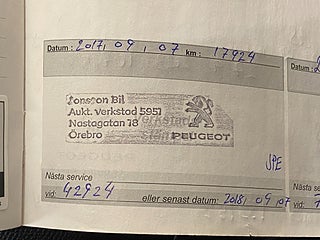 Datum: 2017, 09, 07 km: 17924
Jonsson Bil
Aukt. Verkstad 5951
Nastagatan 18
Örebro
PEUGEOT
JPE
Nästa service
vid: 42924 eller senast datum: 2018, 09, 07
Datum:
vid: 1